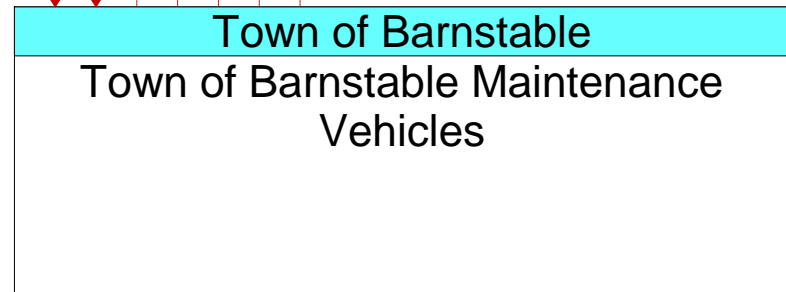 Town of Barnstable
Town of Barnstable Maintenance
Vehicles